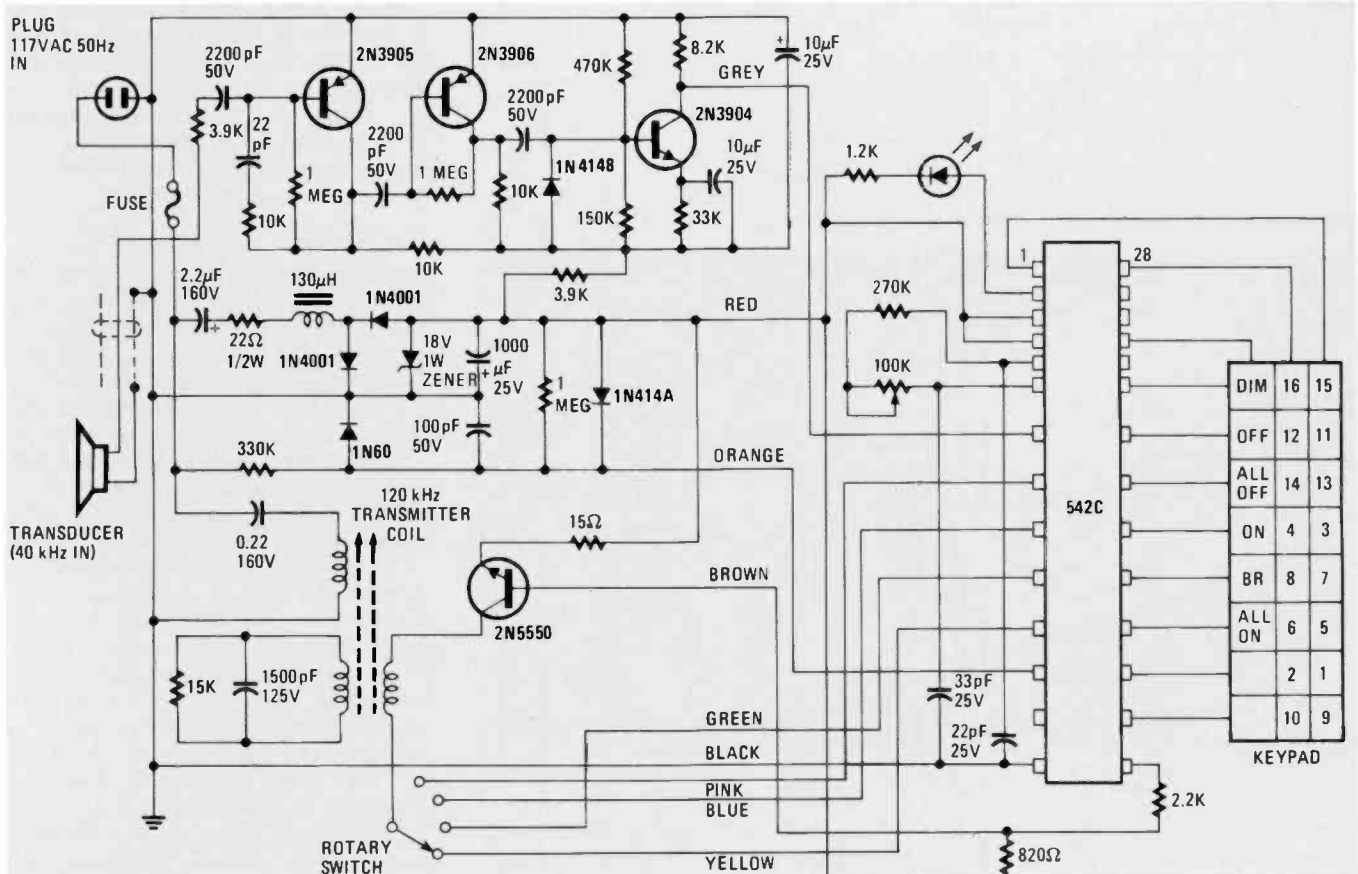 PLUG
117VAC 50Hz
IN
2200pF
50V
3.9K
22
pF
10K
1
MEG
2N3905
2200
pF
50V
1 MEG
2N3906
10K
2200pF
50V
1N4148
470K
150K
8.2K
GREY
2N3904
10µF
25V
33K
10µF
25V
FUSE
10K
3.9K
2.2µF
160V
22Ω
1/2W
130µH
1N4001
1N4001
18V
1W
ZENER
1000
µF
25V
1
MEG
1N414A
RED
1N60
100pF
50V
330K
ORANGE
TRANSDUCER
(40 kHz IN)
0.22
160V
120 kHz
TRANSMITTER
COIL
15Ω
BROWN
2N5550
15K
1500pF
125V
GREEN
BLACK
PINK
BLUE
YELLOW
ROTARY
SWITCH
1.2K
270K
100K
33pF
25V
22pF
25V
1
28
542C
DIM 16 15
OFF 12 11
ALL
OFF 14 13
ON 4 3
BR 8 7
ALL
ON 6 5
2 1
10 9
KEYPAD
2.2K
820Ω